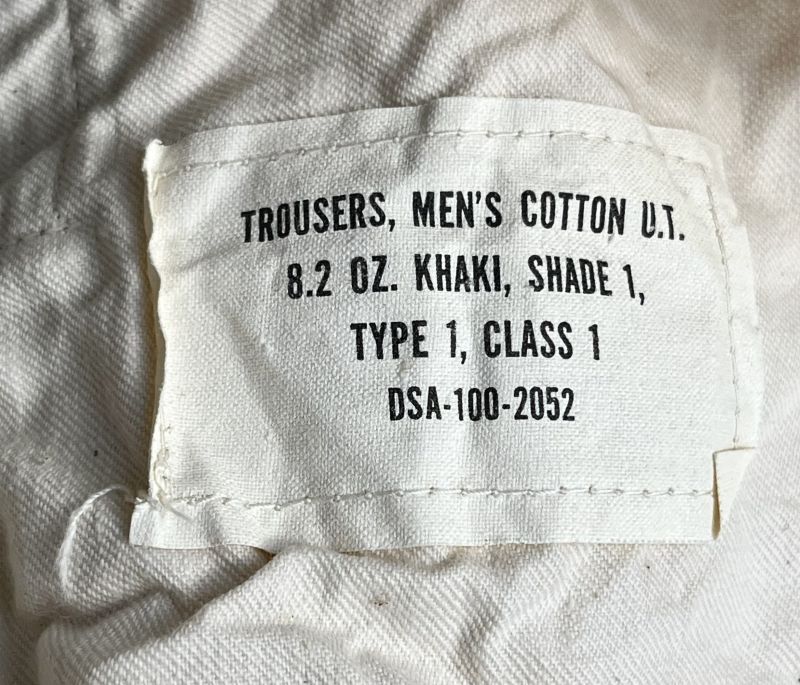 TROUSERS, MEN'S COTTON U.T.
8.2 OZ. KHAKI, SHADE 1,
TYPE 1, CLASS 1
DSA-100-2052